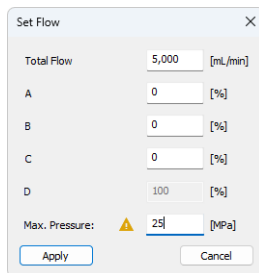 Set Flow
Total Flow 5,000 [mL/min]
A 0 [%]
B 0 [%]
C 0 [%]
D 100 [%]
Max. Pressure: 25 [MPa]
Apply Cancel